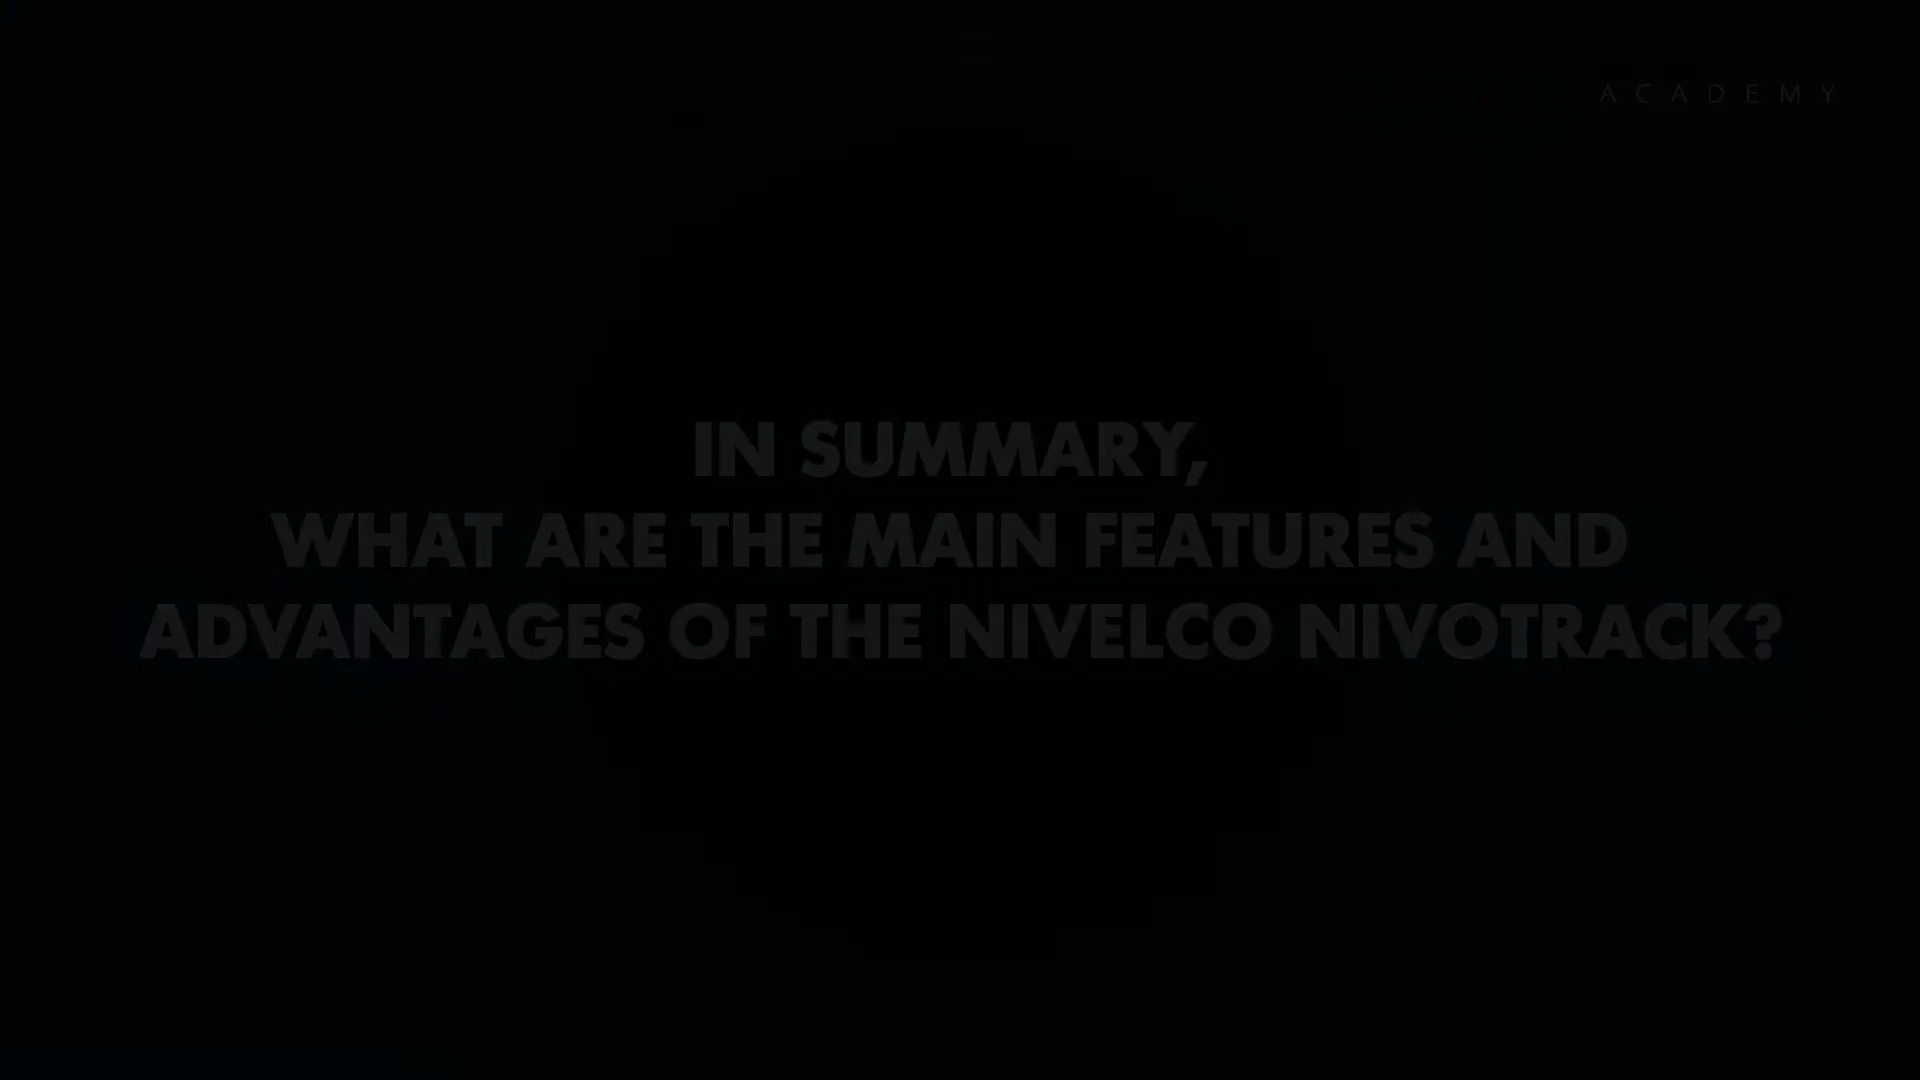 ACADEMY
IN SUMMARY,
WHAT ARE THE MAIN FEATURES AND
ADVANTAGES OF THE NIVELCO NIVOTRACK?